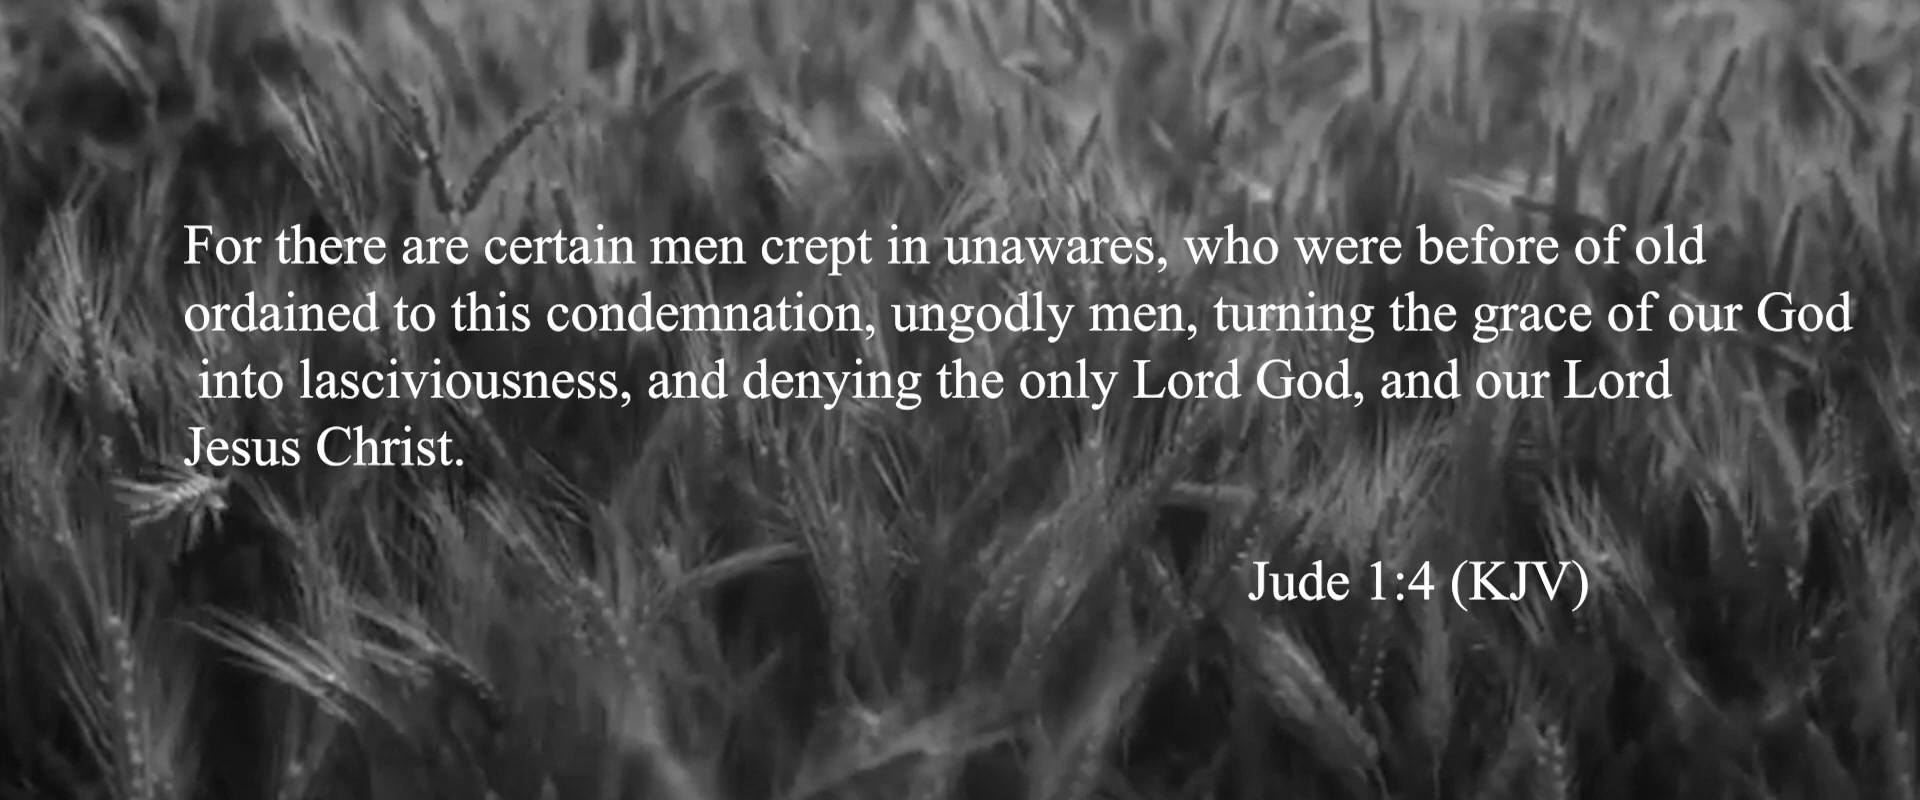 For there are certain men crept in unawares, who were before of old
ordained to this condemnation, ungodly men, turning the grace of our God
into lasciviousness, and denying the only Lord God, and our Lord
Jesus Christ.
Jude 1:4 (KJV)